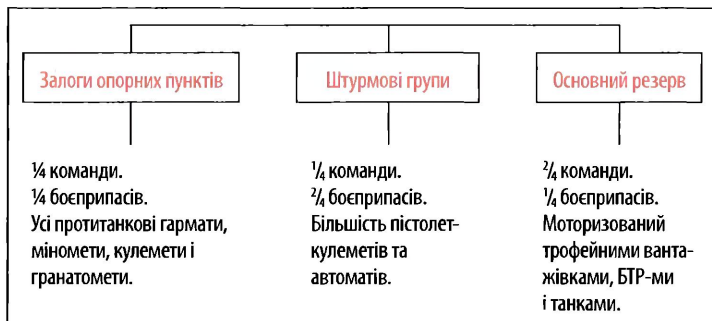 Залоги опорних пунктів
¼ команди.
¼ боєприпасів.
Усі протитанкові гармати,
міномети, кулемети і
гранатомети.
Штурмові групи
¹/₄ команди.
²/₄ боєприпасів.
Більшість пістолет-
кулеметів та
автоматів.
Основний резерв
²/₄ команди.
¹/₄ боєприпасів.
Моторизований
трофейними ванта-
жівками, БТР-ми
і танками.